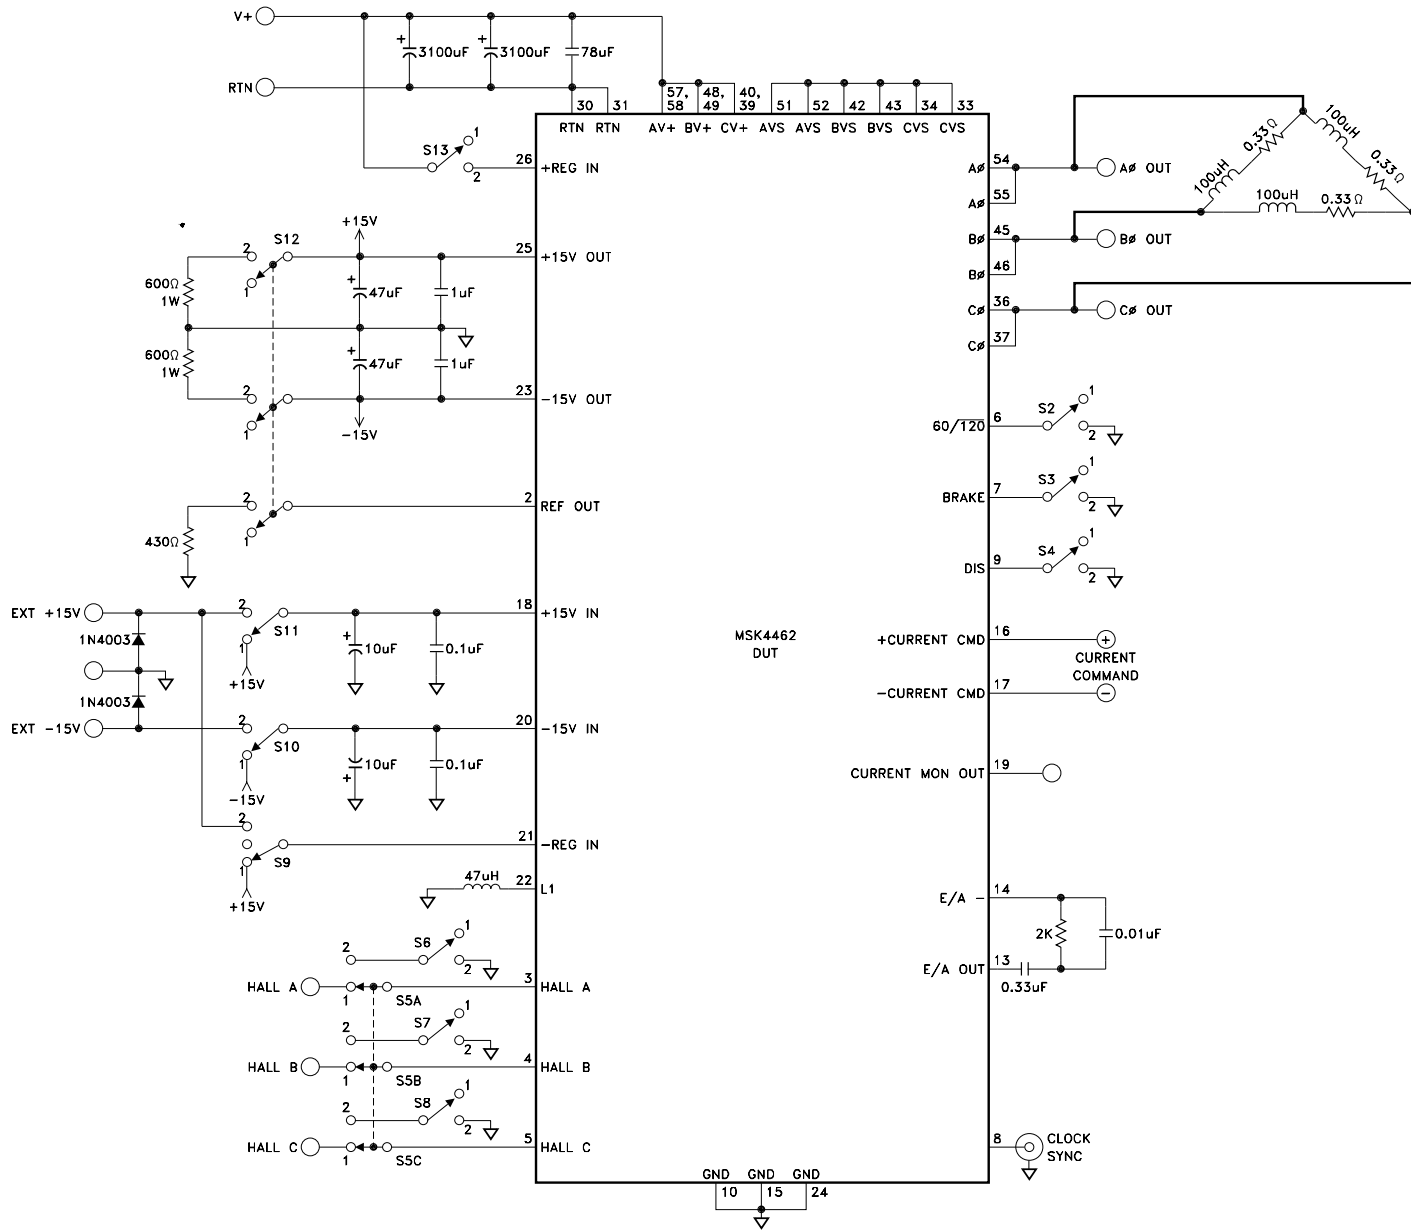 V+
RTN
+
3100uF
+
3100uF
78uF
30
31
57,
58
48,
49
40,
39
51
52
42
43
34
33
RTN
RTN
AV+
BV+
CV+
AVS
AVS
BVS
BVS
CVS
CVS
S13
1
2
26
+REG IN
+15V
S12
2
1
25
+15V OUT
600Ω
1W
+
47uF
1uF
600Ω
1W
+
47uF
1uF
2
1
23
-15V OUT
-15V
2
1
2
REF OUT
430Ω
EXT +15V
1N4003
1N4003
EXT -15V
2
S11
1
+15V
+
10uF
0.1uF
18
+15V IN
2
S10
1
-15V
10uF
+
0.1uF
20
-15V IN
2
1
S9
+15V
21
-REG IN
47uH
22
L1
S6
1
2
2
HALL A
1
S5A
3
HALL A
S7
1
2
2
HALL B
1
S5B
4
HALL B
S8
1
2
2
HALL C
1
S5C
5
HALL C
MSK4462
DUT
GND
GND
GND
10
15
24
AØ
54
AØ OUT
AØ
55
BØ
45
BØ OUT
BØ
46
CØ
36
CØ OUT
CØ
37
100uH
0.33Ω
100uH
0.33Ω
100uH
0.33Ω
60/120
6
S2
1
2
BRAKE
7
S3
1
2
DIS
9
S4
1
2
+CURRENT CMD
16
+
CURRENT
COMMAND
-CURRENT CMD
17
−
CURRENT MON OUT
19
E/A -
14
2K
0.01uF
E/A OUT
13
0.33uF
8
CLOCK
SYNC